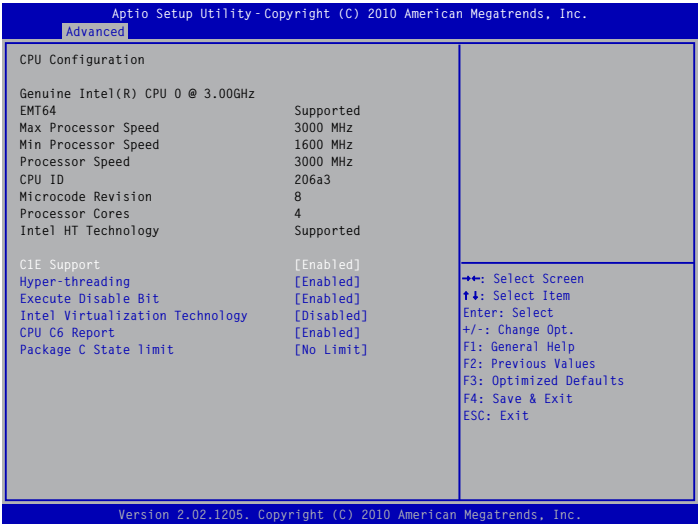 Aptio Setup Utility - Copyright (C) 2010 American Megatrends, Inc.
Advanced
CPU Configuration
Genuine Intel(R) CPU 0 @ 3.00GHz
EMT64 Supported
Max Processor Speed 3000 MHz
Min Processor Speed 1600 MHz
Processor Speed 3000 MHz
CPU ID 206a3
Microcode Revision 8
Processor Cores 4
Intel HT Technology Supported
C1E Support [Enabled]
Hyper-threading [Enabled]
Execute Disable Bit [Enabled]
Intel Virtualization Technology [Disabled]
CPU C6 Report [Enabled]
Package C State limit [No Limit]
→←: Select Screen
↑↓: Select Item
Enter: Select
+/-: Change Opt.
F1: General Help
F2: Previous Values
F3: Optimized Defaults
F4: Save & Exit
ESC: Exit
Version 2.02.1205. Copyright (C) 2010 American Megatrends, Inc.